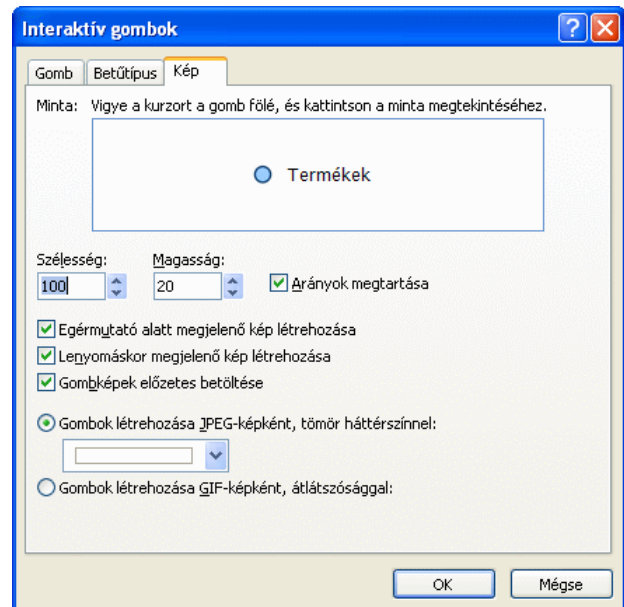 Interaktív gombok
Gomb Betűtípus Kép
Minta: Vigye a kurzort a gomb fölé, és kattintson a minta megtekintéséhez.
Termékek
Szélesség: Magasság:
100 20 Arányok megtartása
Egérmutató alatt megjelenő kép létrehozása
Lenyomáskor megjelenő kép létrehozása
Gombképek előzetes betöltése
Gombok létrehozása JPEG-képként, tömör háttérszínnel:
Gombok létrehozása GIF-képként, átlátszósággal:
OK Mégse